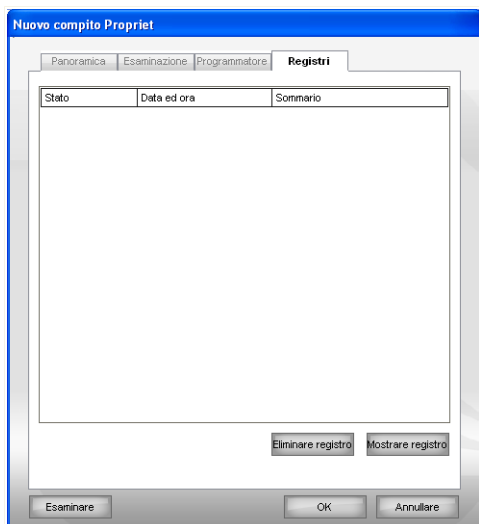 Nuovo compito Propriet
Panoramica Esaminazione Programmatore Registri
Stato Data ed ora Sommario
Eliminare registro Mostrare registro
Esaminare OK Annullare